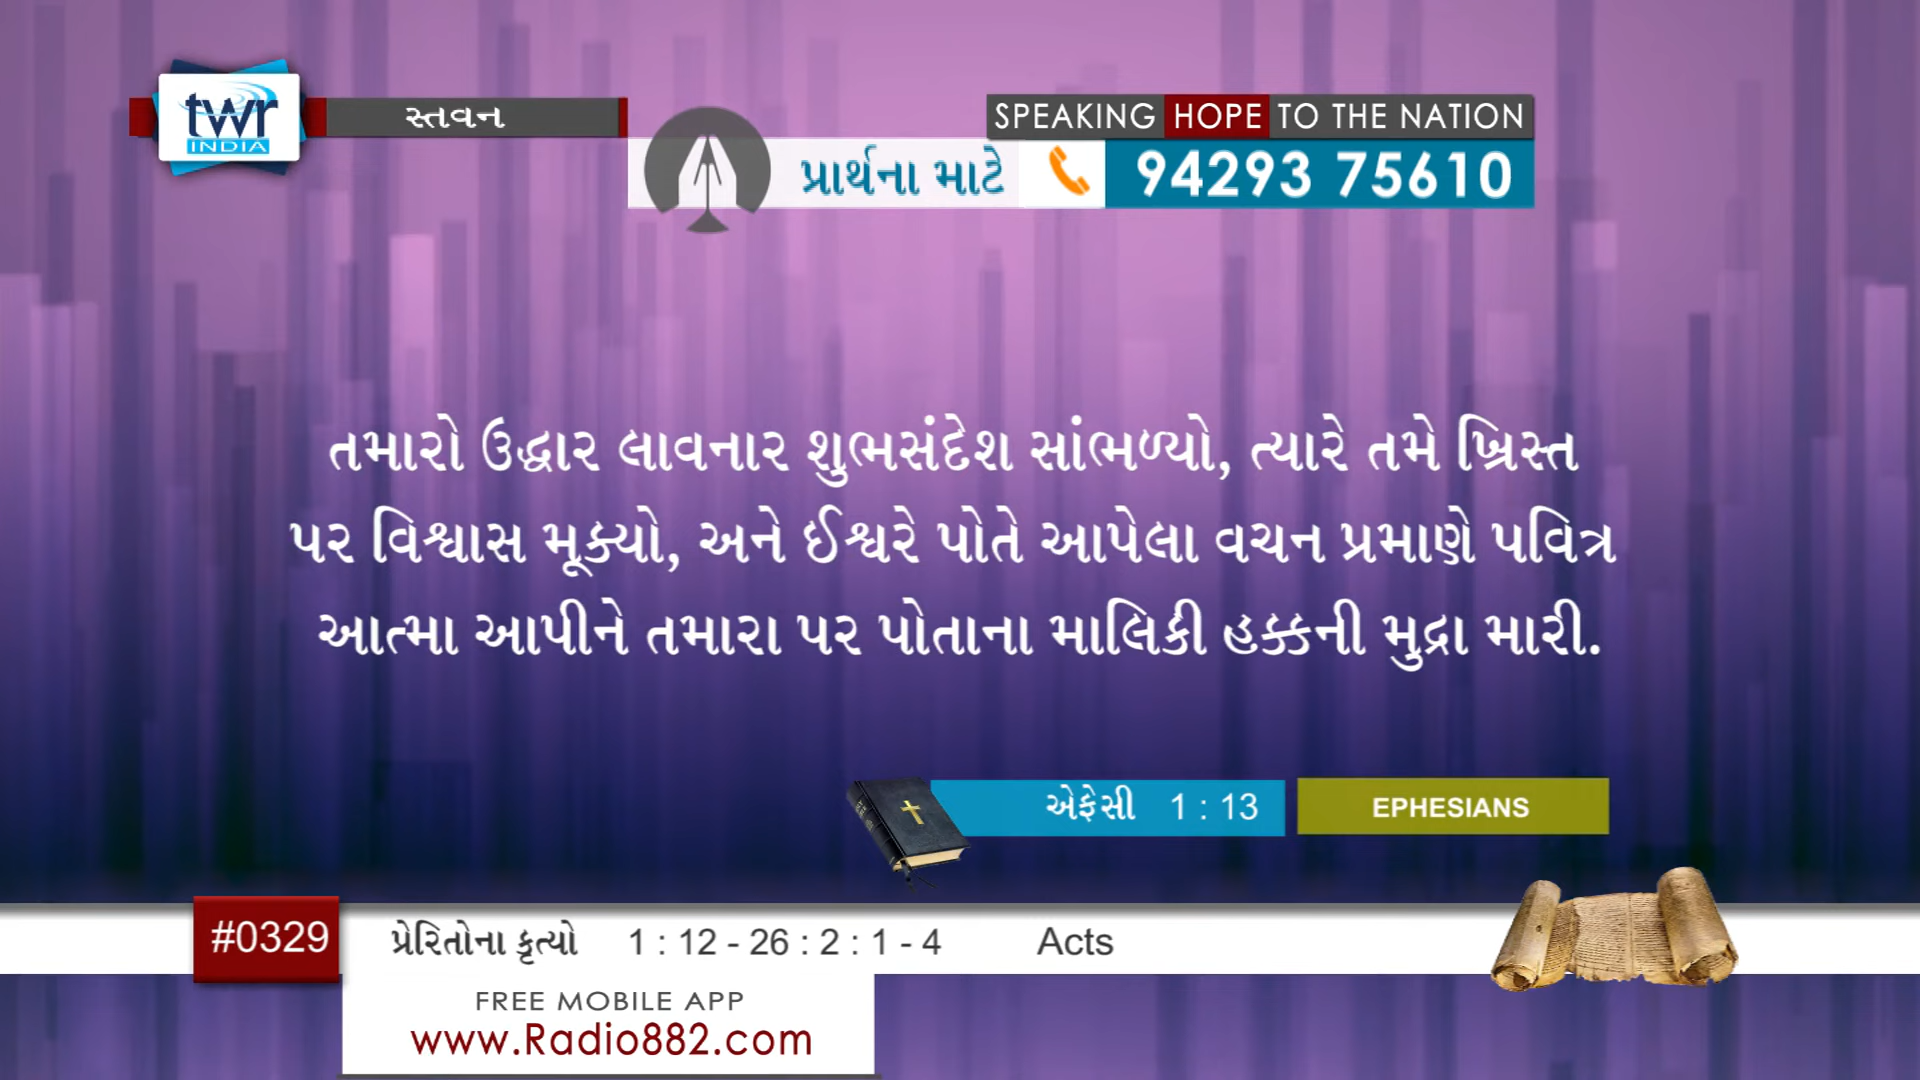 twr
INDIA
સ્તવન
SPEAKING HOPE TO THE NATION
પ્રાર્થના માટે 94293 75610
તમારો ઉદ્ધાર લાવનાર શુભસંદેશ સાંભળ્યો, ત્યારે તમે ખ્રિસ્ત
પર વિશ્વાસ મૂક્યો, અને ઈશ્વરે પોતે આપેલા વચન પ્રમાણે પવિત્ર
આત્મા આપીને તમારા પર પોતાના માલિકી હક્કની મુદ્રા મારી.
એફેસી 1 : 13 EPHESIANS
#0329 પ્રેરિતોના કૃત્યો 1 : 12 - 26 : 2 : 1 - 4 Acts
FREE MOBILE APP
www.Radio882.com